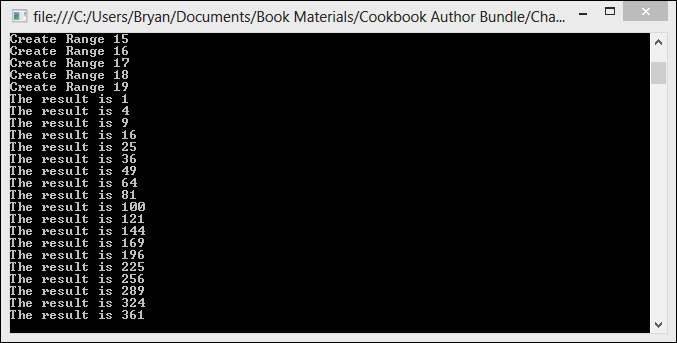 file:///C:/Users/Bryan/Documents/Book Materials/Cookbook Author Bundle/Cha...
Create Range 15
Create Range 16
Create Range 17
Create Range 18
Create Range 19
The result is 1
The result is 4
The result is 9
The result is 16
The result is 25
The result is 36
The result is 49
The result is 64
The result is 81
The result is 100
The result is 121
The result is 144
The result is 169
The result is 196
The result is 225
The result is 256
The result is 289
The result is 324
The result is 361